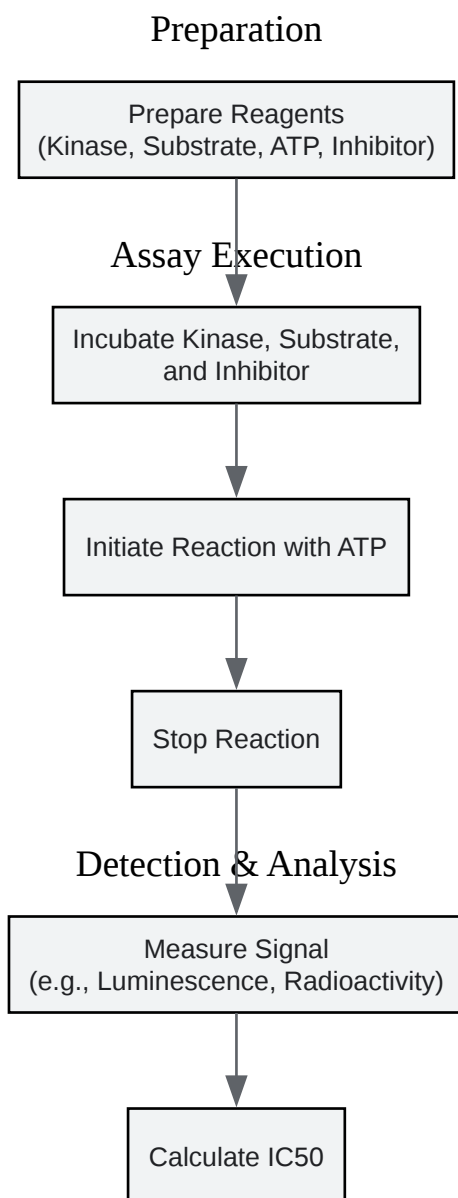 Preparation
Prepare Reagents
(Kinase, Substrate, ATP, Inhibitor)
Assay Execution
Incubate Kinase, Substrate,
and Inhibitor
Initiate Reaction with ATP
Stop Reaction
Detection & Analysis
Measure Signal
(e.g., Luminescence, Radioactivity)
Calculate IC50